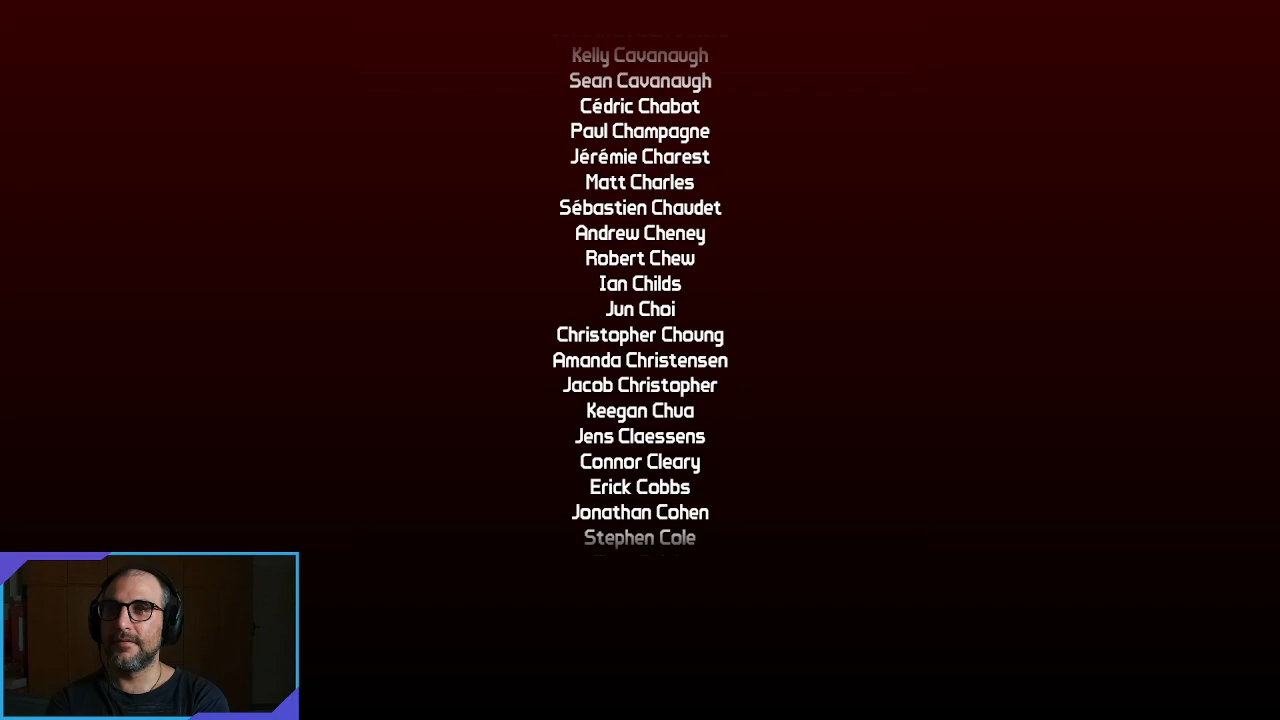 Kelly Cavanaugh
Sean Cavanaugh
Cédric Chabot
Paul Champagne
Jérémie Charest
Matt Charles
Sébastien Chaudet
Andrew Cheney
Robert Chew
Ian Childs
Jun Choi
Christopher Choung
Amanda Christensen
Jacob Christopher
Keegan Chua
Jens Claessens
Connor Cleary
Erick Cobbs
Jonathan Cohen
Stephen Cole